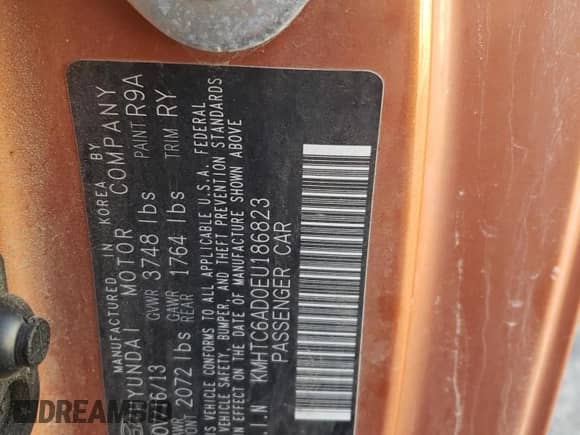 MANUFACTURED IN KOREA BY
HYUNDAI MOTOR COMPANY
6/13 GVWR 3748 lbs PAINT R9A
2072 lbs GAWR REAR 1764 lbs TRIM RY
VEHICLE CONFORMS TO ALL APPLICABLE U.S.A. FEDERAL
VEHICLE SAFETY, BUMPER, AND THEFT PREVENTION STANDARDS
IN EFFECT ON THE DATE OF MANUFACTURE SHOWN ABOVE
.I.N KMHTC6AD0EU186823
PASSENGER CAR
DREAMBID